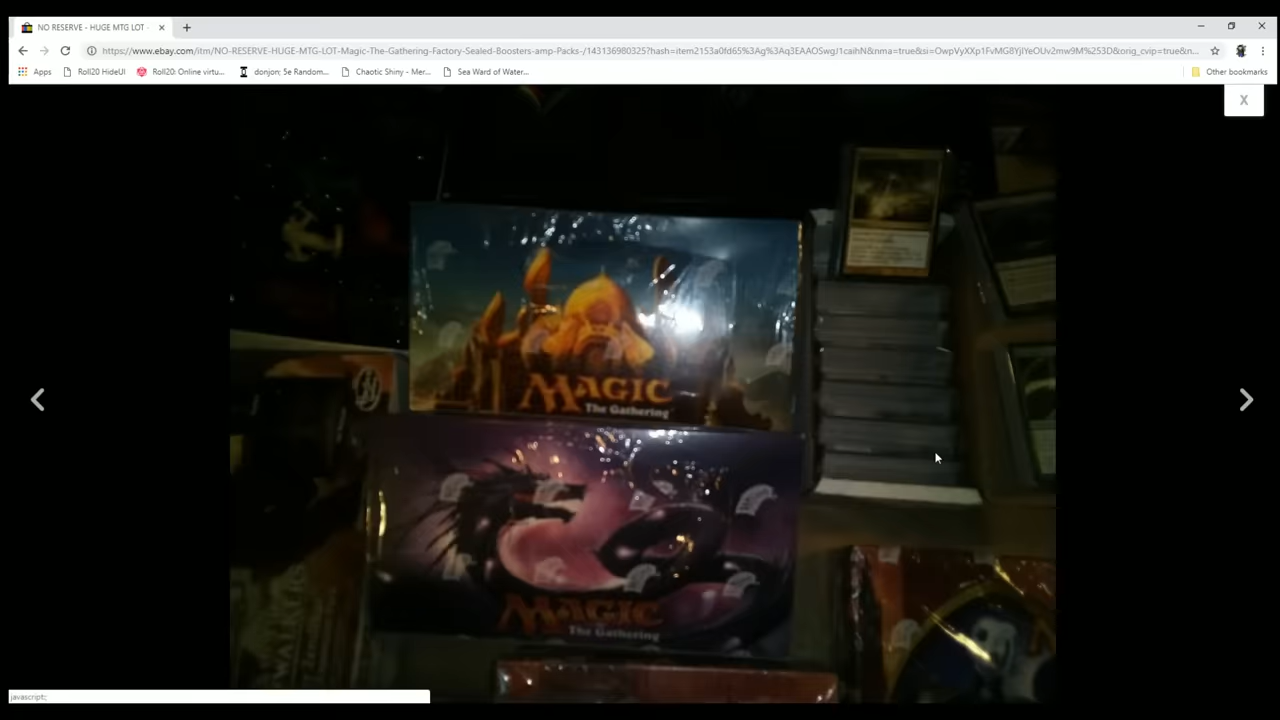 NO RESERVE - HUGE MTG LOT -
https://www.ebay.com/itm/NO-RESERVE-HUGE-MTG-LOT-Magic-The-Gathering-Factory-Sealed-Boosters-amp-Packs-/143136980325?hash=item2153a0fd65%3Ag%3Aq3EAAOSwgJ1caihN&nma=true&si=OwpVyXXp1FvMG8YjIYeOUv2mw9M%253D&orig_cvip=true&n...
Apps Roll20 HideUI Roll20: Online virtu... donjon; 5e Random... Chaotic Shiny - Mer... Sea Ward of Water... Other bookmarks
X
MAGIC
The Gathering
MAGIC
The Gathering
javascript:;